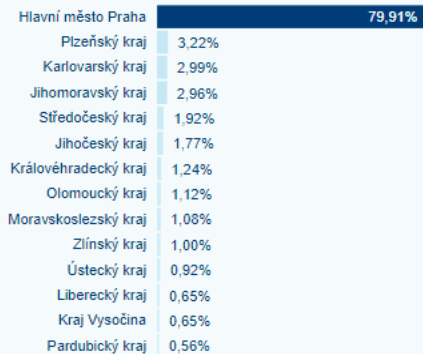 Hlavní město Praha 79,91%
Plzeňský kraj 3,22%
Karlovarský kraj 2,99%
Jihomoravský kraj 2,96%
Středočeský kraj 1,92%
Jihočeský kraj 1,77%
Královéhradecký kraj 1,24%
Olomoucký kraj 1,12%
Moravskoslezský kraj 1,08%
Zlínský kraj 1,00%
Ústecký kraj 0,92%
Liberecký kraj 0,65%
Kraj Vysočina 0,65%
Pardubický kraj 0,56%